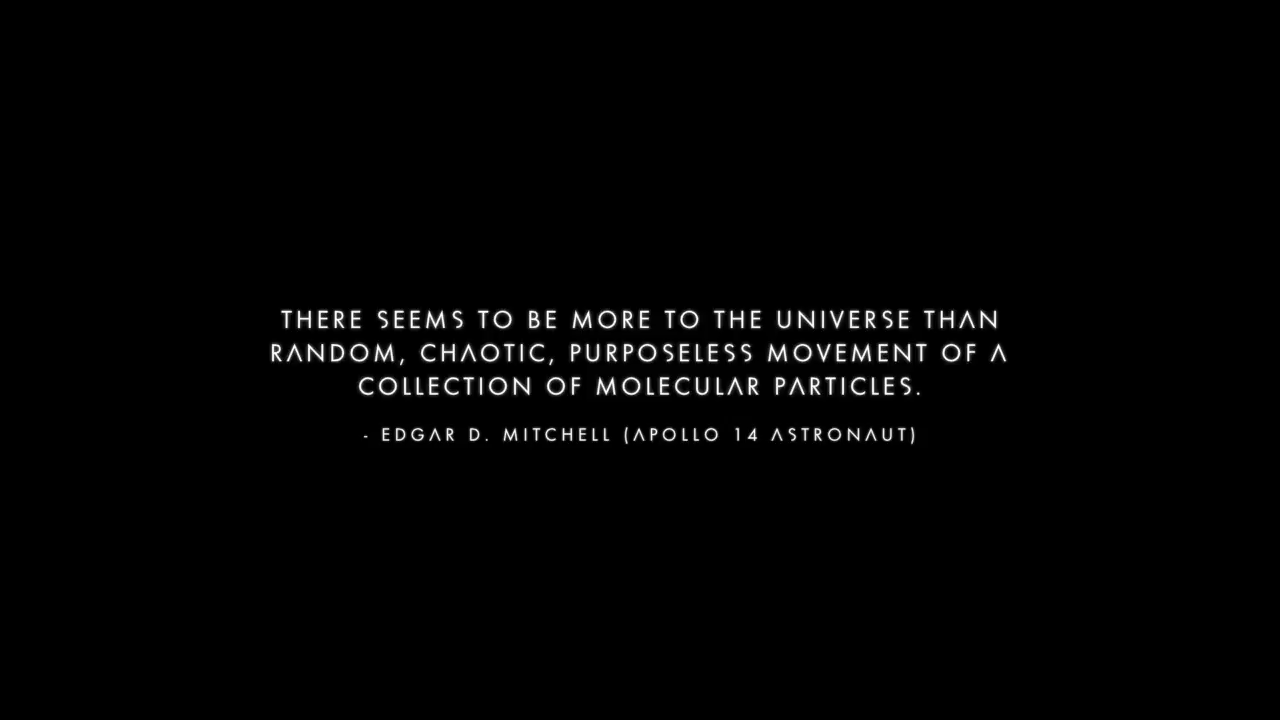 THERE SEEMS TO BE MORE TO THE UNIVERSE THAN
RANDOM, CHAOTIC, PURPOSELESS MOVEMENT OF A
COLLECTION OF MOLECULAR PARTICLES.
- EDGAR D. MITCHELL (APOLLO 14 ASTRONAUT)